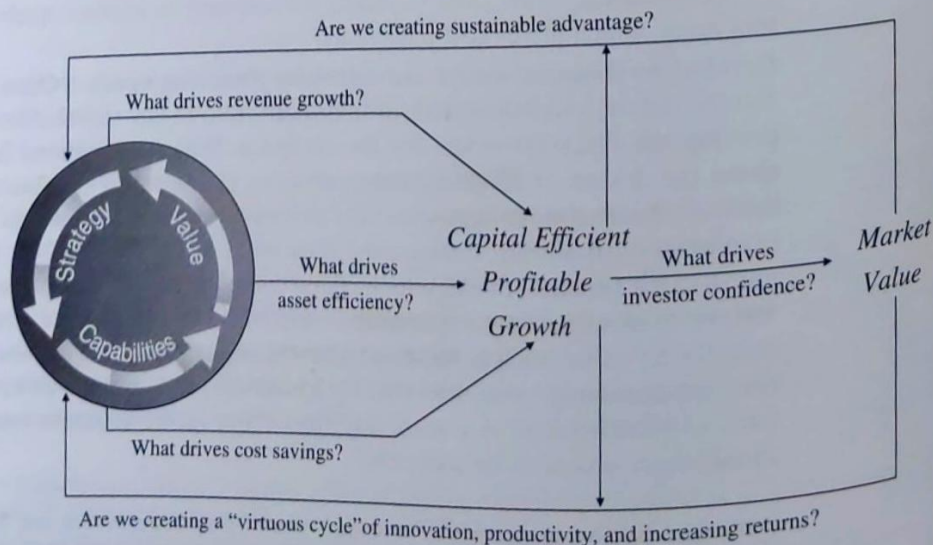 Are we creating sustainable advantage?
What drives revenue growth?
Strategy
Value
Capabilities
What drives
asset efficiency?
Capital Efficient
Profitable
Growth
What drives
investor confidence?
Market
Value
What drives cost savings?
Are we creating a “virtuous cycle”of innovation, productivity, and increasing returns?